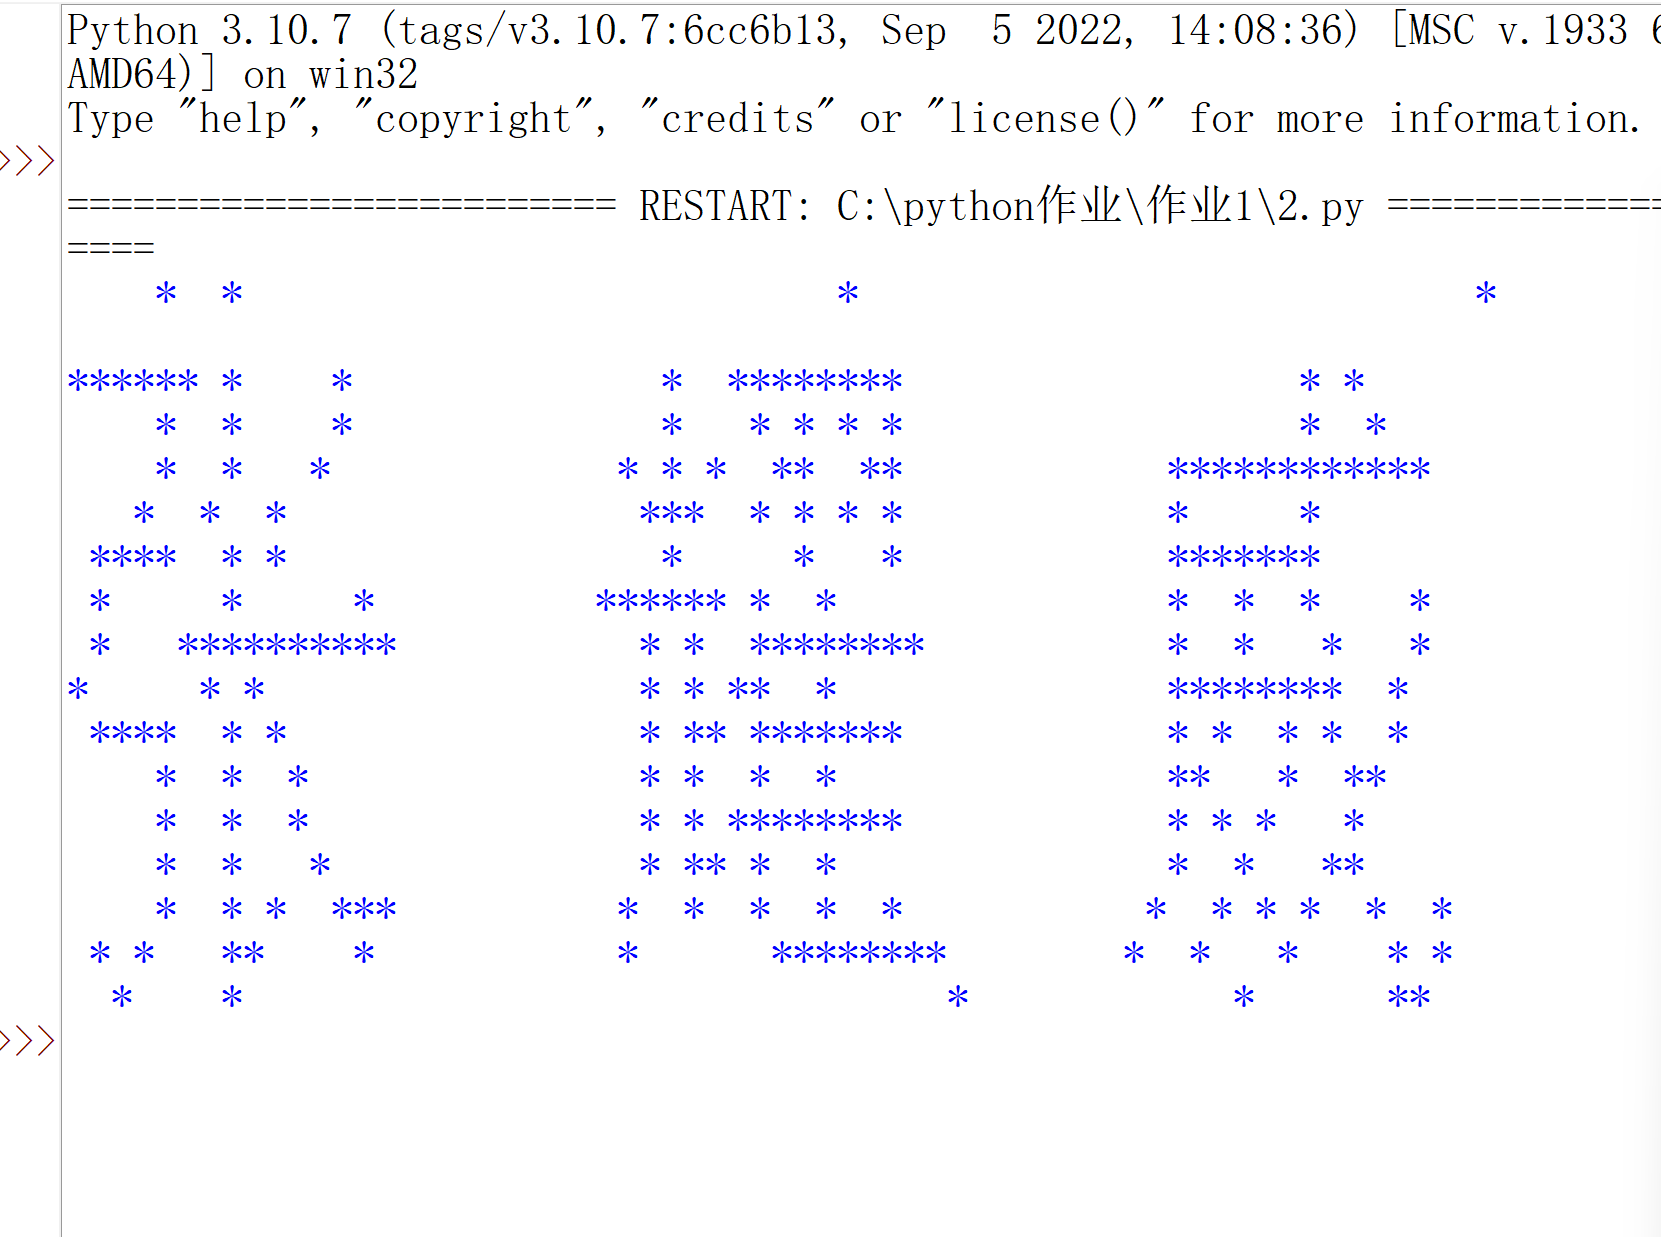 Python 3.10.7 (tags/v3.10.7:6cc6b13, Sep  5 2022, 14:08:36) [MSC v.1933 6
AMD64)] on win32
Type "help", "copyright", "credits" or "license()" for more information.
>>>
========================= RESTART: C:\python作业\作业1\2.py =============
====
>>>